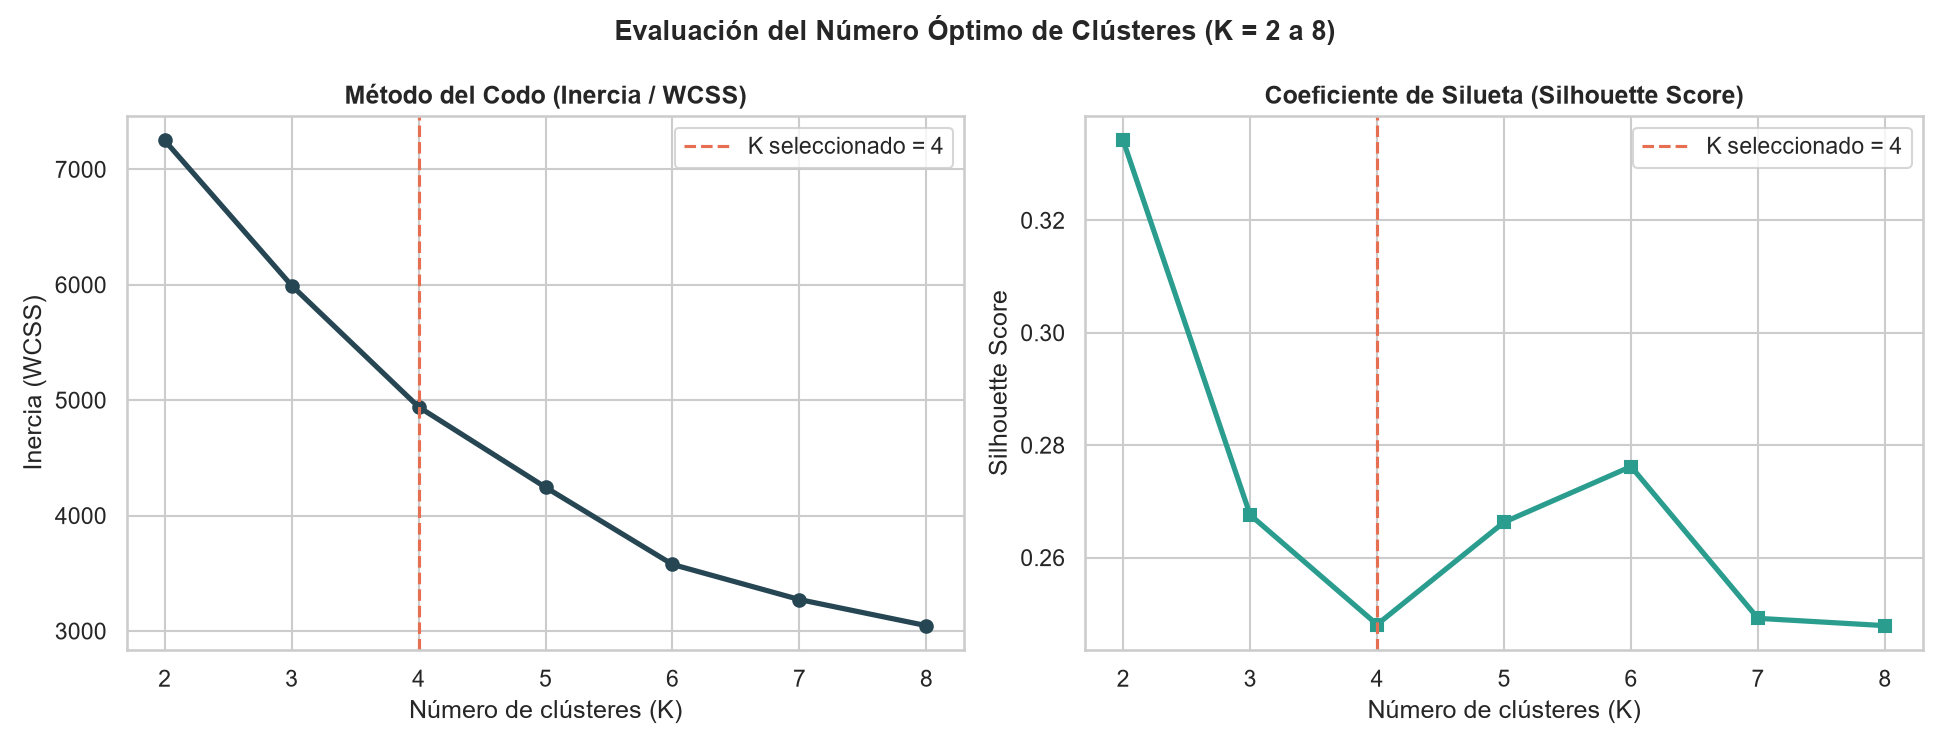 Evaluación del Número Óptimo de Clústeres (K = 2 a 8)
Método del Codo (Inercia / WCSS)
K seleccionado = 4
Inercia (WCSS)
7000
6000
5000
4000
3000
2 3 4 5 6 7 8
Número de clústeres (K)
Coeficiente de Silueta (Silhouette Score)
K seleccionado = 4
Silhouette Score
0.32
0.30
0.28
0.26
2 3 4 5 6 7 8
Número de clústeres (K)